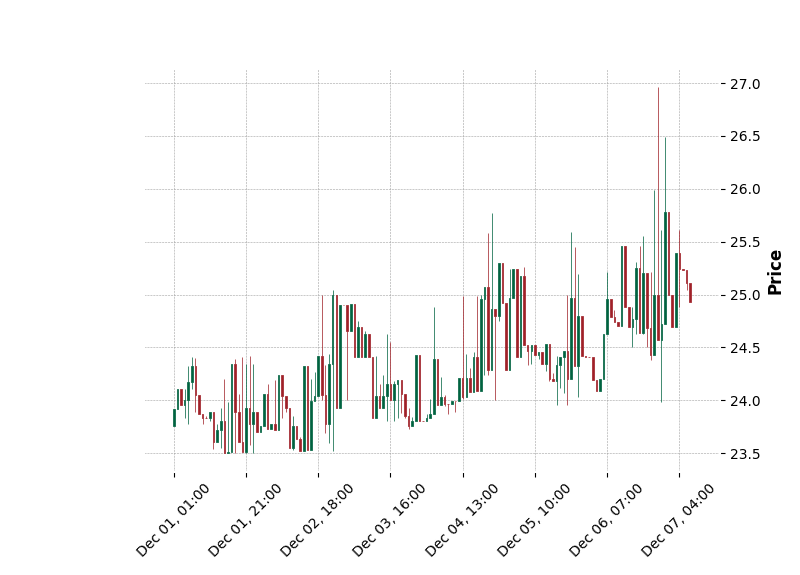 27.0
26.5
26.0
25.5
25.0
24.5
24.0
23.5
Price
Dec 01, 01:00
Dec 01, 21:00
Dec 02, 18:00
Dec 03, 16:00
Dec 04, 13:00
Dec 05, 10:00
Dec 06, 07:00
Dec 07, 04:00